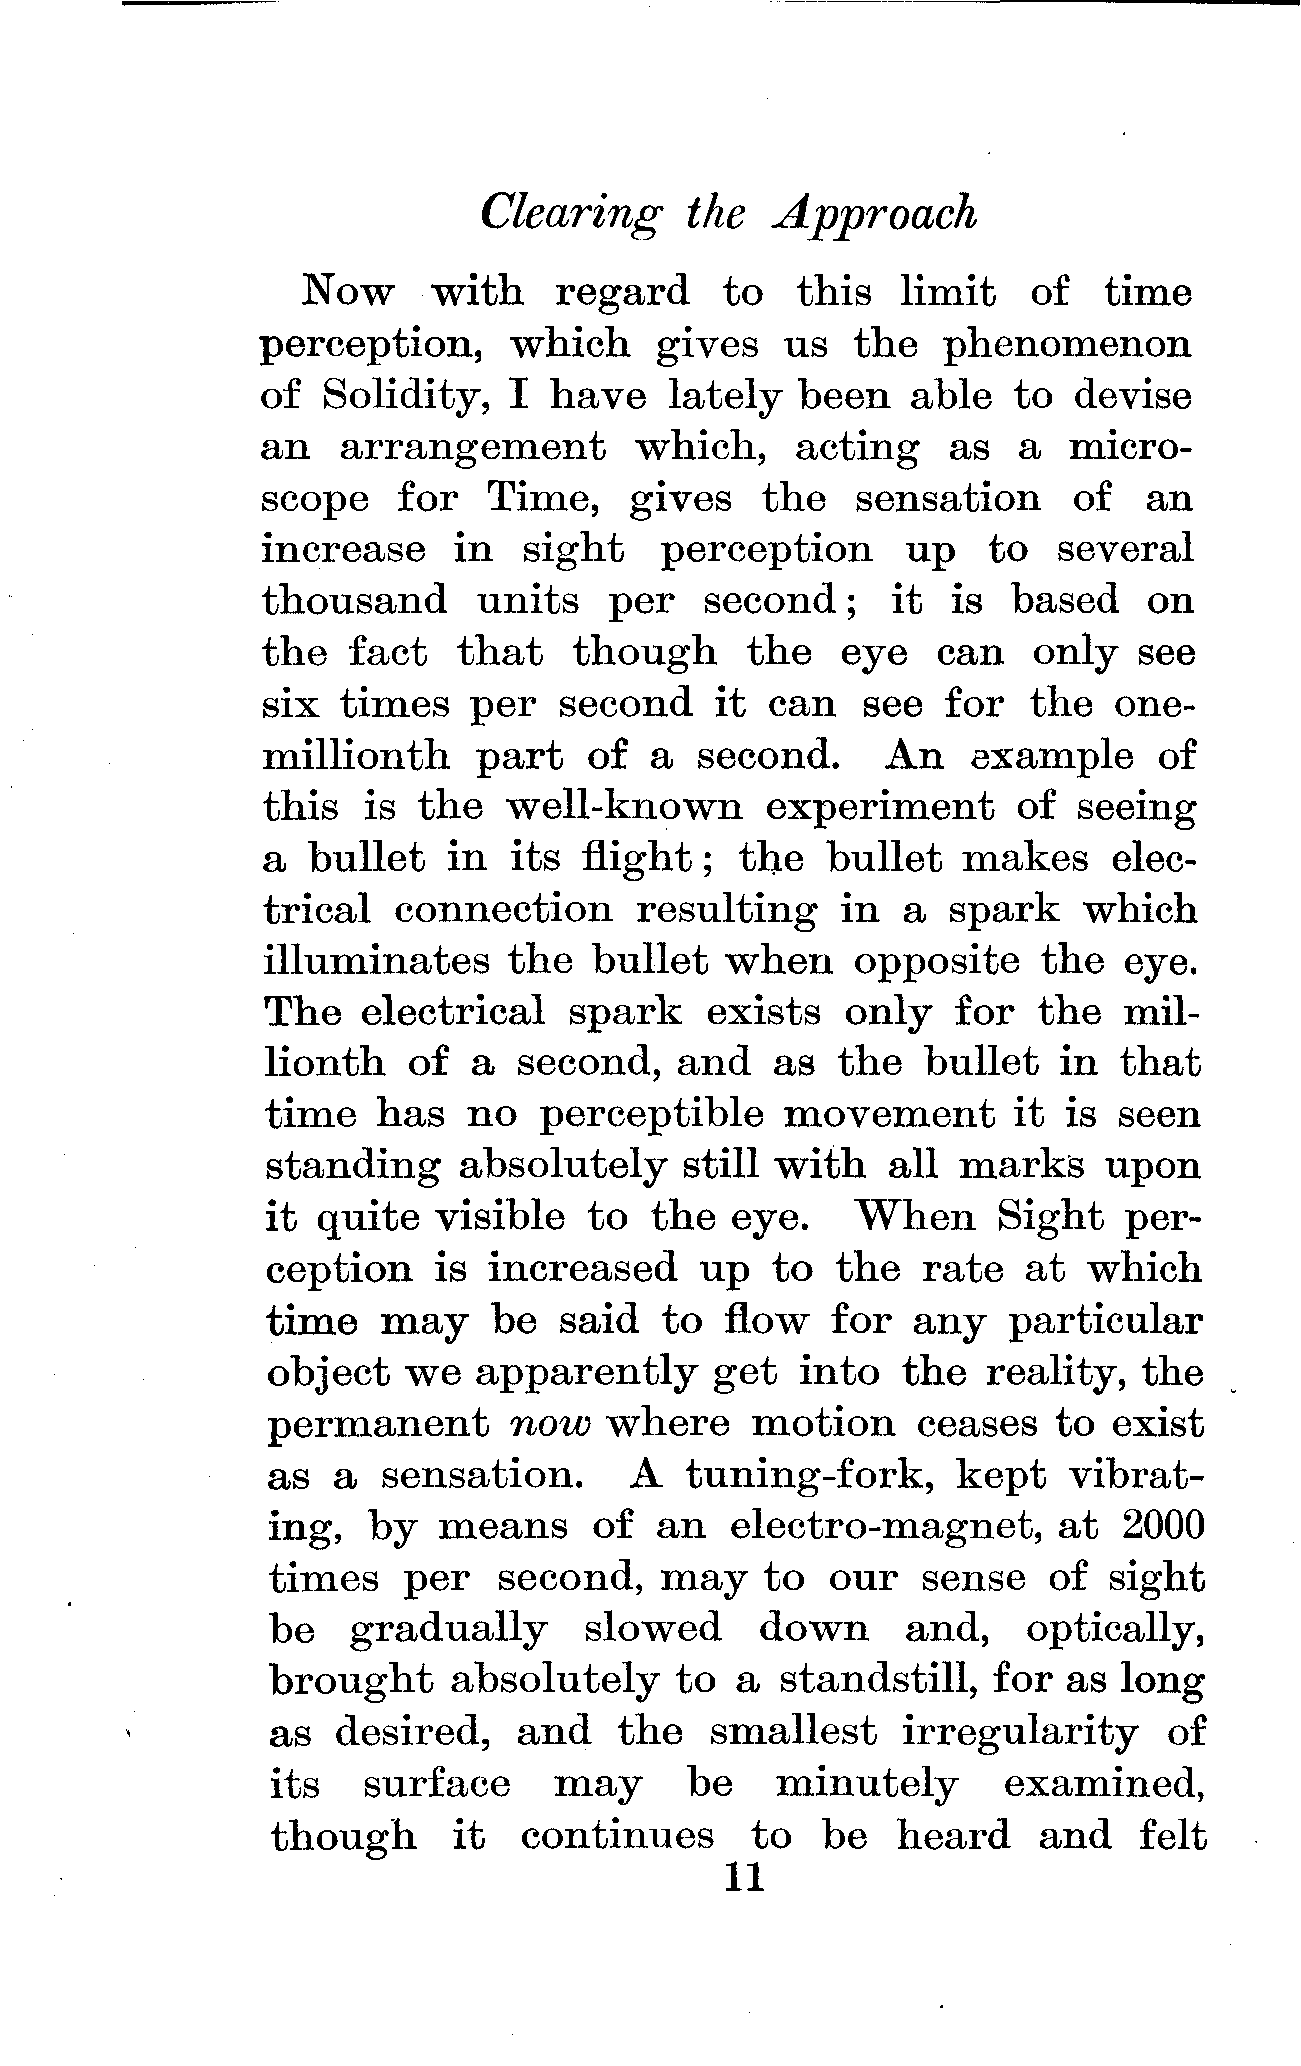 Clearing the Approach
Now with regard to this limit of time
perception, which gives us the phenomenon
of Solidity, I have lately been able to devise
an arrangement which, acting as a micro-
scope for Time, gives the sensation of an
increase in sight perception up to several
thousand units per second; it is based on
the fact that though the eye can only see
six times per second it can see for the one-
millionth part of a second. An example of
this is the well-known experiment of seeing
a bullet in its flight; the bullet makes elec-
trical connection resulting in a spark which
illuminates the bullet when opposite the eye.
The electrical spark exists only for the mil-
lionth of a second, and as the bullet in that
time has no perceptible movement it is seen
standing absolutely still with all marks upon
it quite visible to the eye. When Sight per-
ception is increased up to the rate at which
time may be said to flow for any particular
object we apparently get into the reality, the
permanent now where motion ceases to exist
as a sensation. A tuning-fork, kept vibrat-
ing, by means of an electro-magnet, at 2000
times per second, may to our sense of sight
be gradually slowed down and, optically,
brought absolutely to a standstill, for as long
as desired, and the smallest irregularity of
its surface may be minutely examined,
though it continues to be heard and felt
11